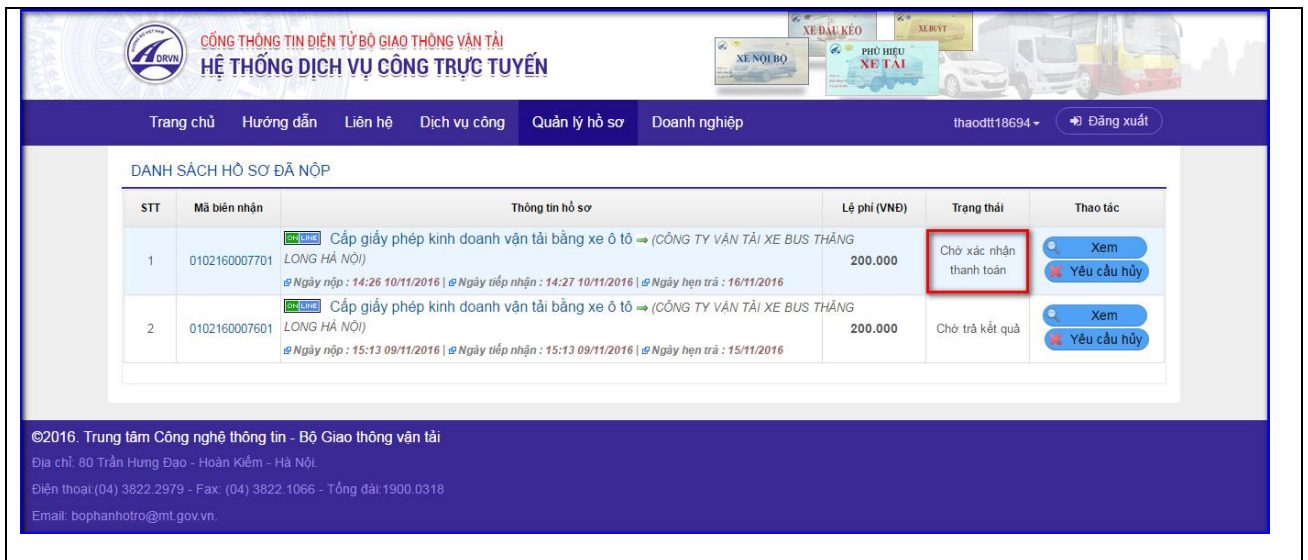 DRVN
CỔNG THÔNG TIN ĐIỆN TỬ BỘ GIAO THÔNG VẬN TẢI
HỆ THỐNG DỊCH VỤ CÔNG TRỰC TUYẾN
XE ĐẦU KÉO
XE BUÝT
XE NỘI BỘ
PHÙ HIỆU
XE TẢI
Trang chủ Hướng dẫn Liên hệ Dịch vụ công Quản lý hồ sơ Doanh nghiệp thaodtt18694 Đăng xuất
DANH SÁCH HỒ SƠ ĐÃ NỘP
STT Mã biên nhận Thông tin hồ sơ Lệ phí (VNĐ) Trạng thái Thao tác
ONLINE Cấp giấy phép kinh doanh vận tải bằng xe ô tô ⇒ (CÔNG TY VẬN TẢI XE BUS THĂNG
LONG HÀ NỘI)
1 0102160007701 200.000 Chờ xác nhận
thanh toán
Xem
Yêu cầu hủy
Ngày nộp : 14:26 10/11/2016 | Ngày tiếp nhận : 14:27 10/11/2016 | Ngày hẹn trả : 16/11/2016
ONLINE Cấp giấy phép kinh doanh vận tải bằng xe ô tô ⇒ (CÔNG TY VẬN TẢI XE BUS THĂNG
LONG HÀ NỘI)
2 0102160007601 200.000 Chờ trả kết quả
Xem
Yêu cầu hủy
Ngày nộp : 15:13 09/11/2016 | Ngày tiếp nhận : 15:13 09/11/2016 | Ngày hẹn trả : 15/11/2016
©2016. Trung tâm Công nghệ thông tin - Bộ Giao thông vận tải
Địa chỉ: 80 Trần Hưng Đạo - Hoàn Kiếm - Hà Nội.
Điện thoại:(04) 3822.2979 - Fax: (04) 3822.1066 - Tổng đài:1900.0318
Email: bophanhotro@mt.gov.vn.